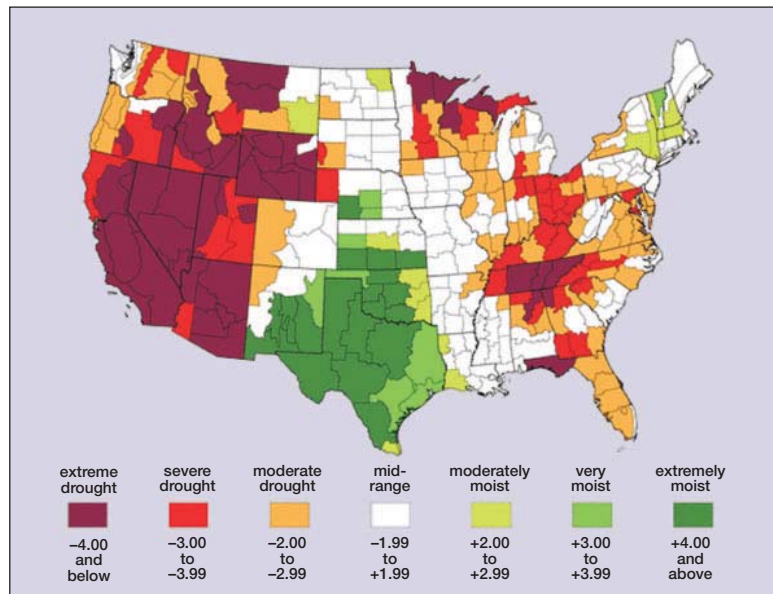 extreme drought
severe drought
moderate drought
mid-range
moderately moist
very moist
extremely moist
−4.00 and below
−3.00 to −3.99
−2.00 to −2.99
−1.99 to +1.99
+2.00 to +2.99
+3.00 to +3.99
+4.00 and above